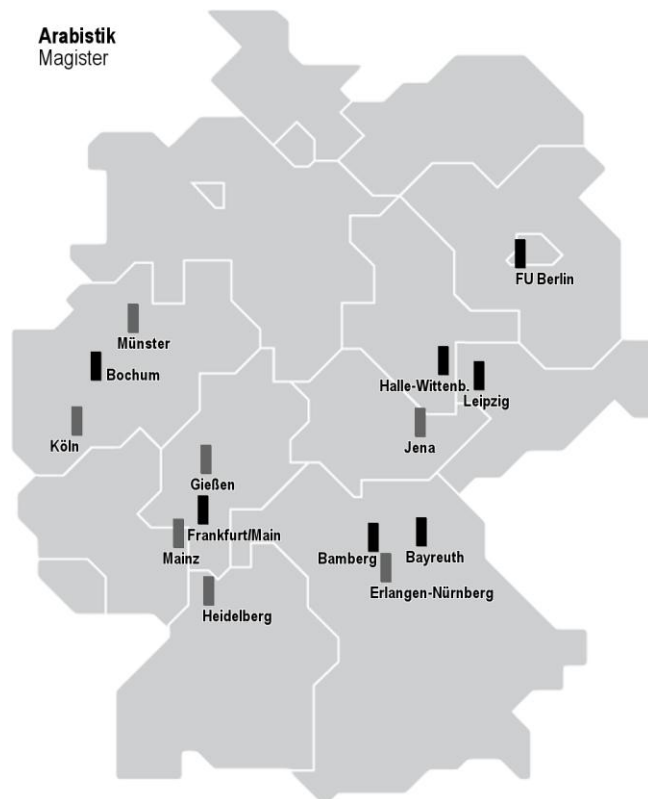 Arabistik
Magister
FU Berlin
Münster
Bochum
Halle-Wittenb.
Leipzig
Köln
Jena
Gießen
Frankfurt/Main
Mainz
Bamberg
Bayreuth
Erlangen-Nürnberg
Heidelberg